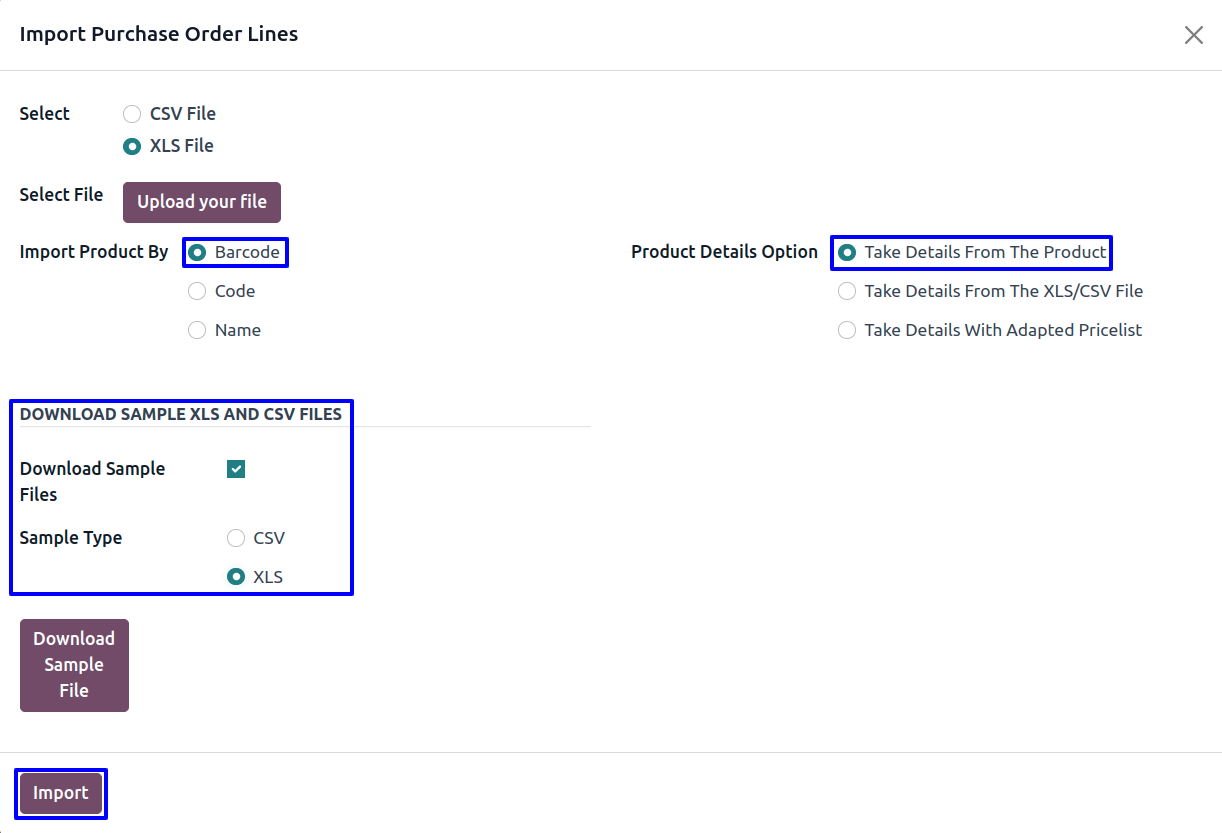 Import Purchase Order Lines
Select
CSV File
XLS File
Select File
Upload your file
Import Product By
Barcode
Code
Name
Product Details Option
Take Details From The Product
Take Details From The XLS/CSV File
Take Details With Adapted Pricelist
DOWNLOAD SAMPLE XLS AND CSV FILES
Download Sample
Files
Sample Type
CSV
XLS
Download
Sample
File
Import